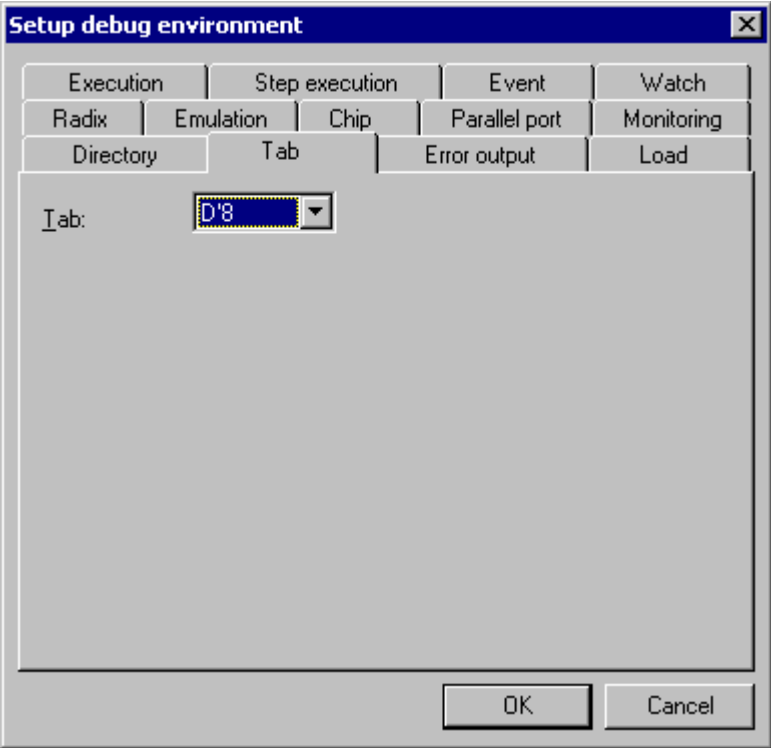 Setup debug environment
Execution Step execution Event Watch
Radix Emulation Chip Parallel port Monitoring
Directory Tab Error output Load
Tab: D'8
OK Cancel